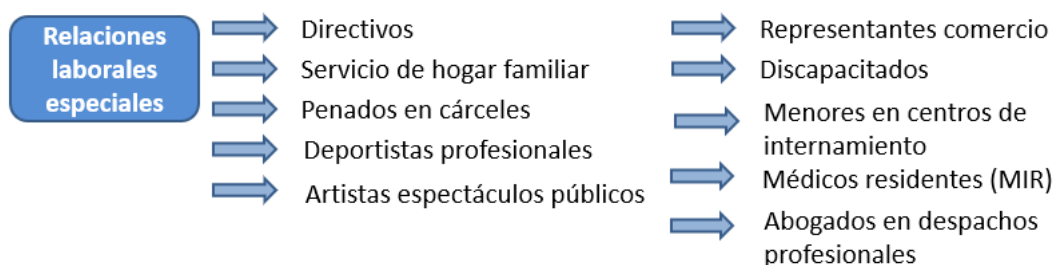 Relaciones
laborales
especiales
Directivos
Servicio de hogar familiar
Penados en cárceles
Deportistas profesionales
Artistas espectáculos públicos
Representantes comercio
Discapacitados
Menores en centros de
internamiento
Médicos residentes (MIR)
Abogados en despachos
profesionales